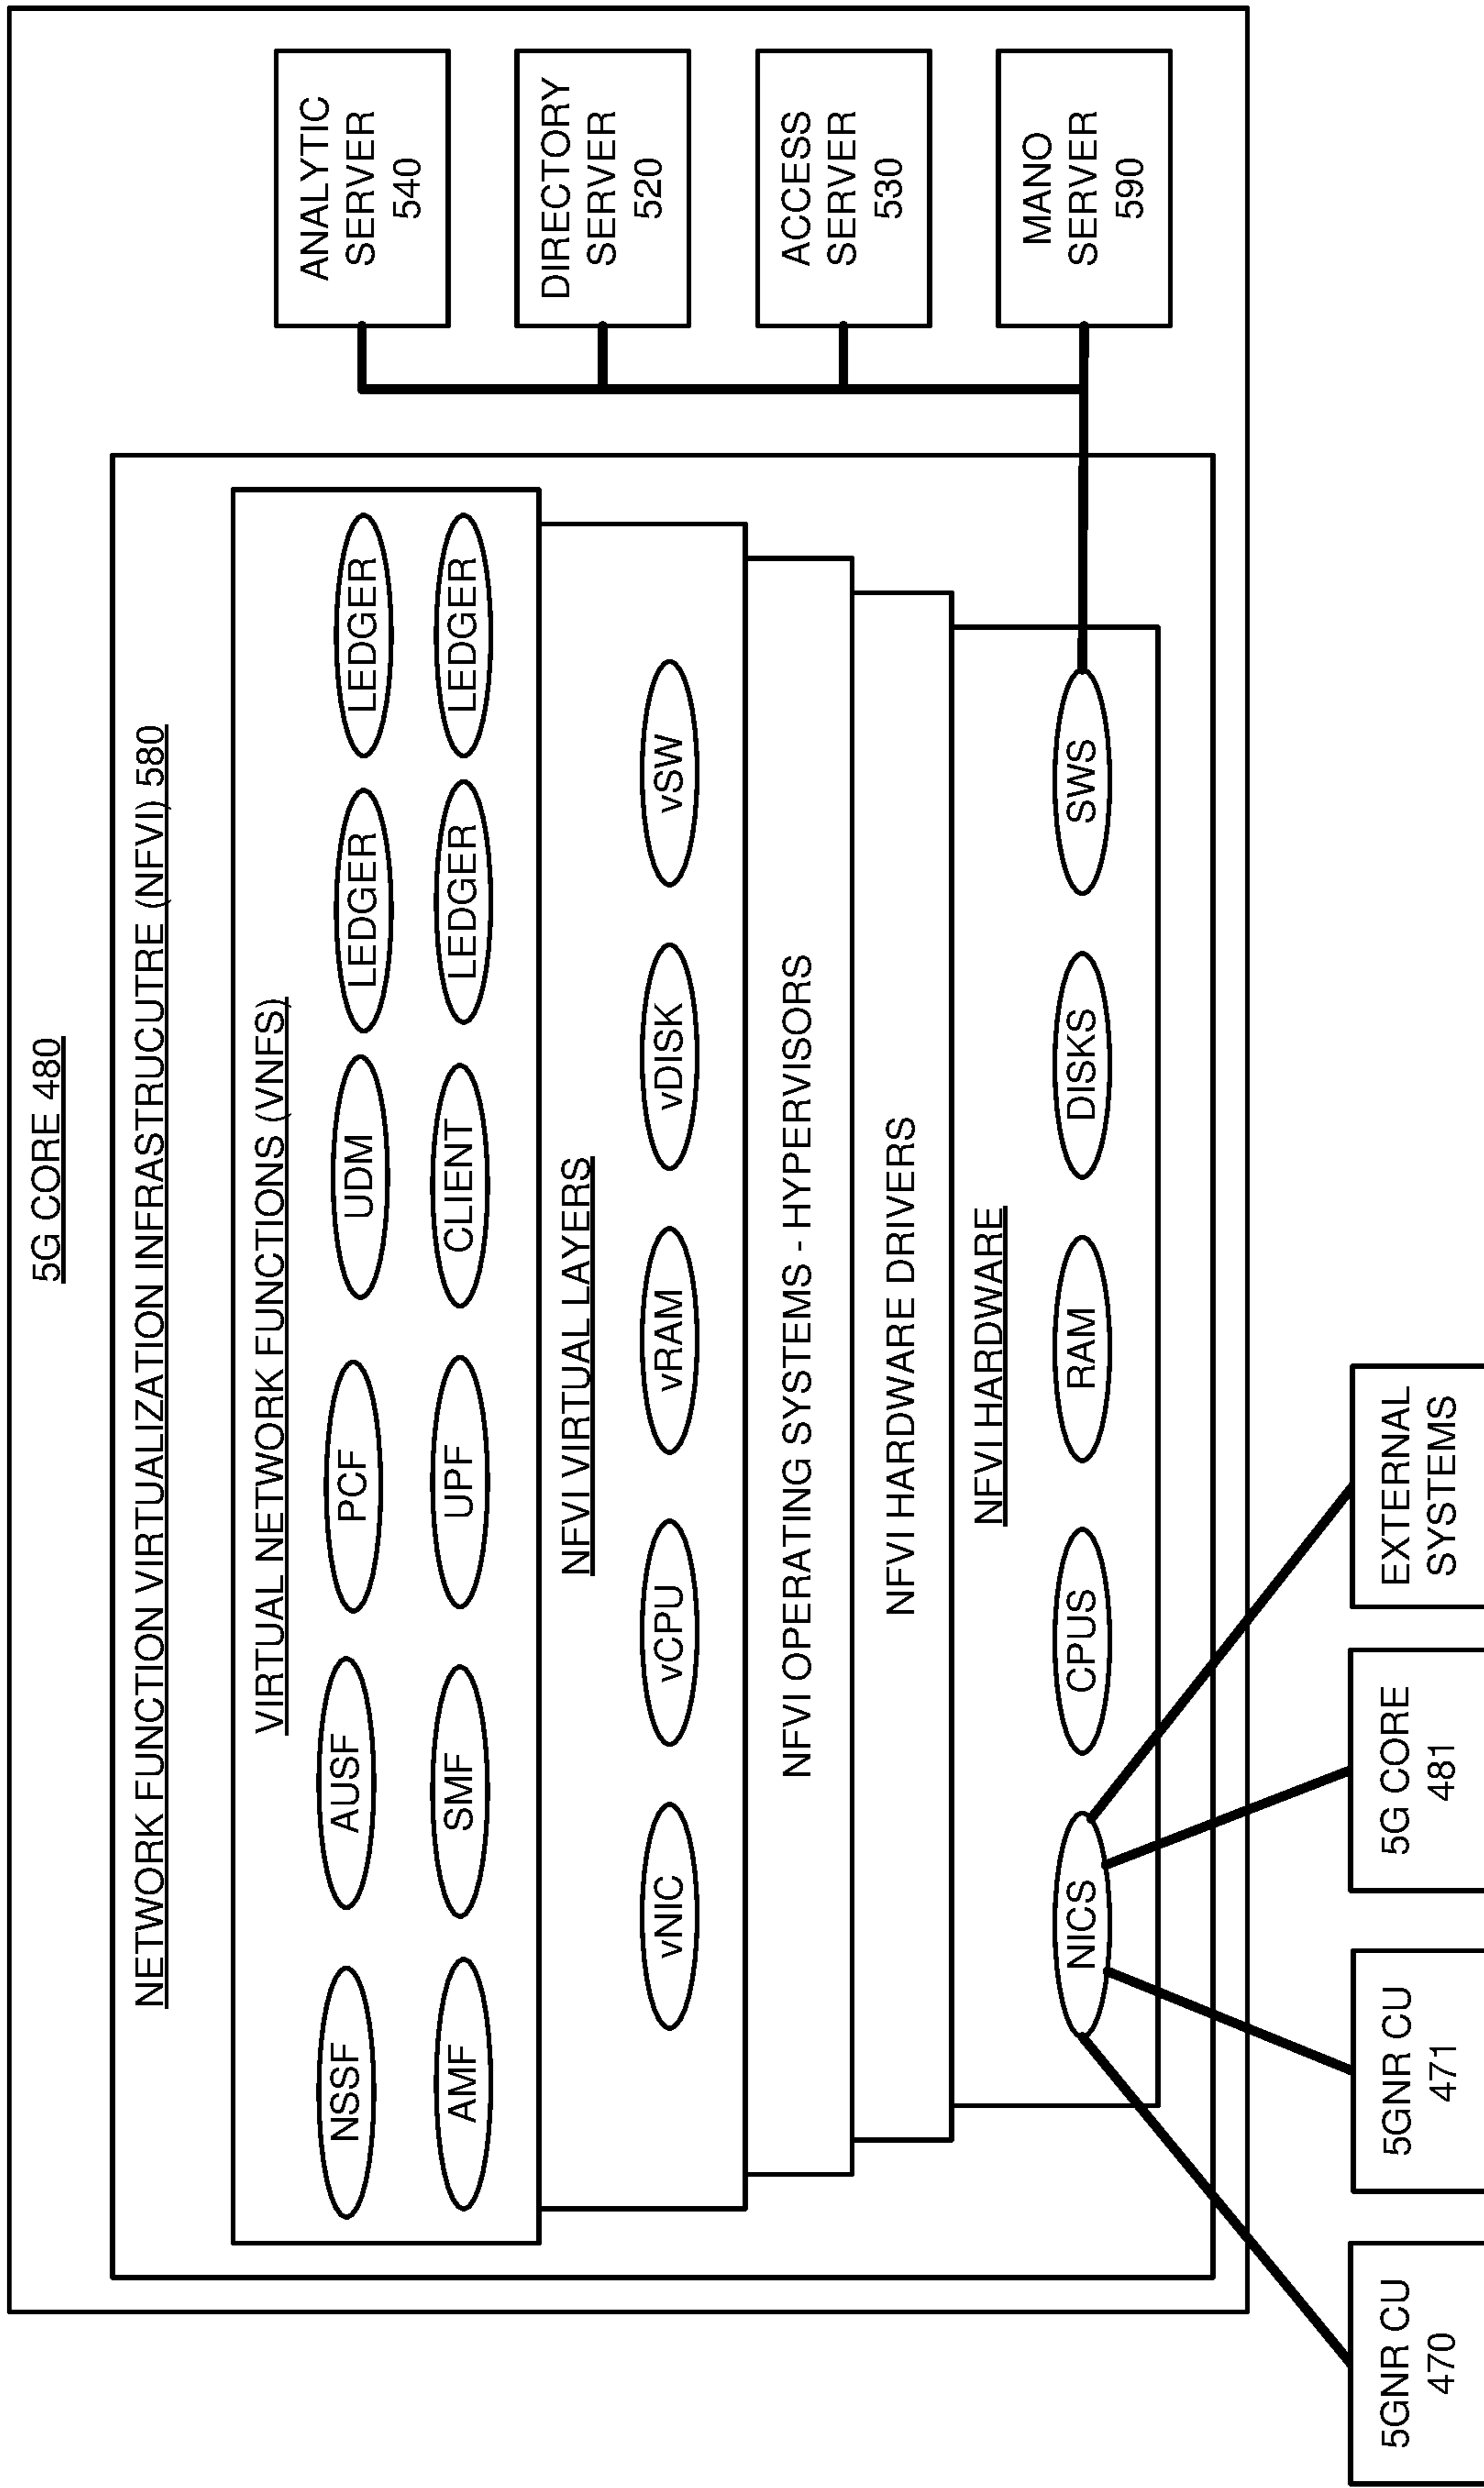 5G CORE 480
NETWORK FUNCTION VIRTUALIZATION INFRASTRUCUTRE (NFVI) 580
VIRTUAL NETWORK FUNCTIONS (VNFS)
NSSF
AUSF
PCF
UDM
LEDGER
LEDGER
AMF
SMF
UPF
CLIENT
LEDGER
LEDGER
NFVI VIRTUAL LAYERS
vNIC
vCPU
vRAM
vDISK
vSW
NFVI OPERATING SYSTEMS - HYPERVISORS
NFVI HARDWARE DRIVERS
NFVI HARDWARE
NICS
CPUS
RAM
DISKS
SWS
ANALYTIC
SERVER
540
DIRECTORY
SERVER
520
ACCESS
SERVER
530
MANO
SERVER
590
5GNR CU
470
5GNR CU
471
5G CORE
481
EXTERNAL
SYSTEMS